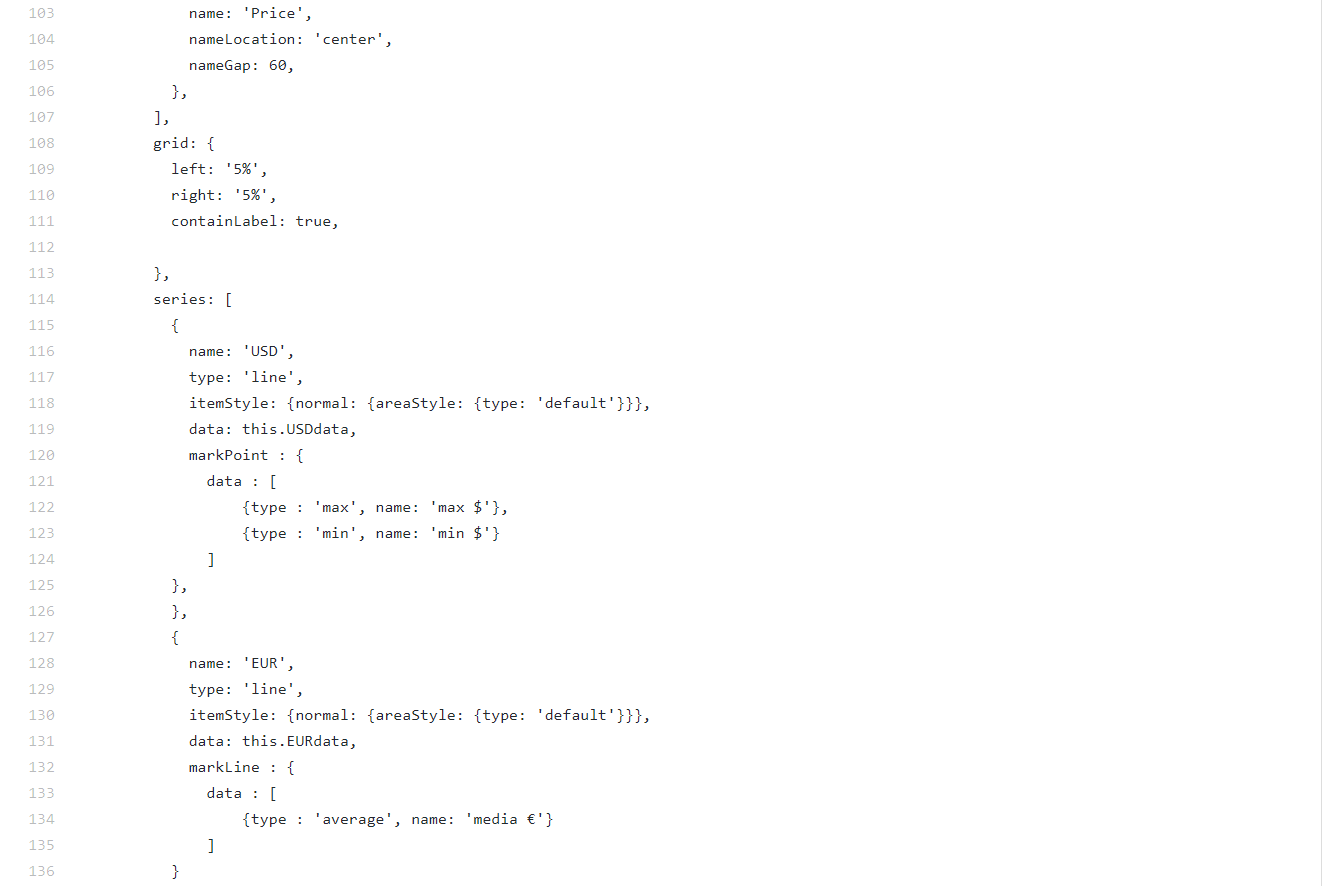 103 name: 'Price',
104 nameLocation: 'center',
105 nameGap: 60,
106 },
107 ],
108 grid: {
109 left: '5%',
110 right: '5%',
111 containLabel: true,
112
113 },
114 series: [
115 {
116 name: 'USD',
117 type: 'line',
118 itemStyle: {normal: {areaStyle: {type: 'default'}}},
119 data: this.USDdata,
120 markPoint : {
121 data : [
122 {type : 'max', name: 'max $'},
123 {type : 'min', name: 'min $'}
124 ]
125 },
126 },
127 {
128 name: 'EUR',
129 type: 'line',
130 itemStyle: {normal: {areaStyle: {type: 'default'}}},
131 data: this.EURdata,
132 markLine : {
133 data : [
134 {type : 'average', name: 'media €'}
135 ]
136 }